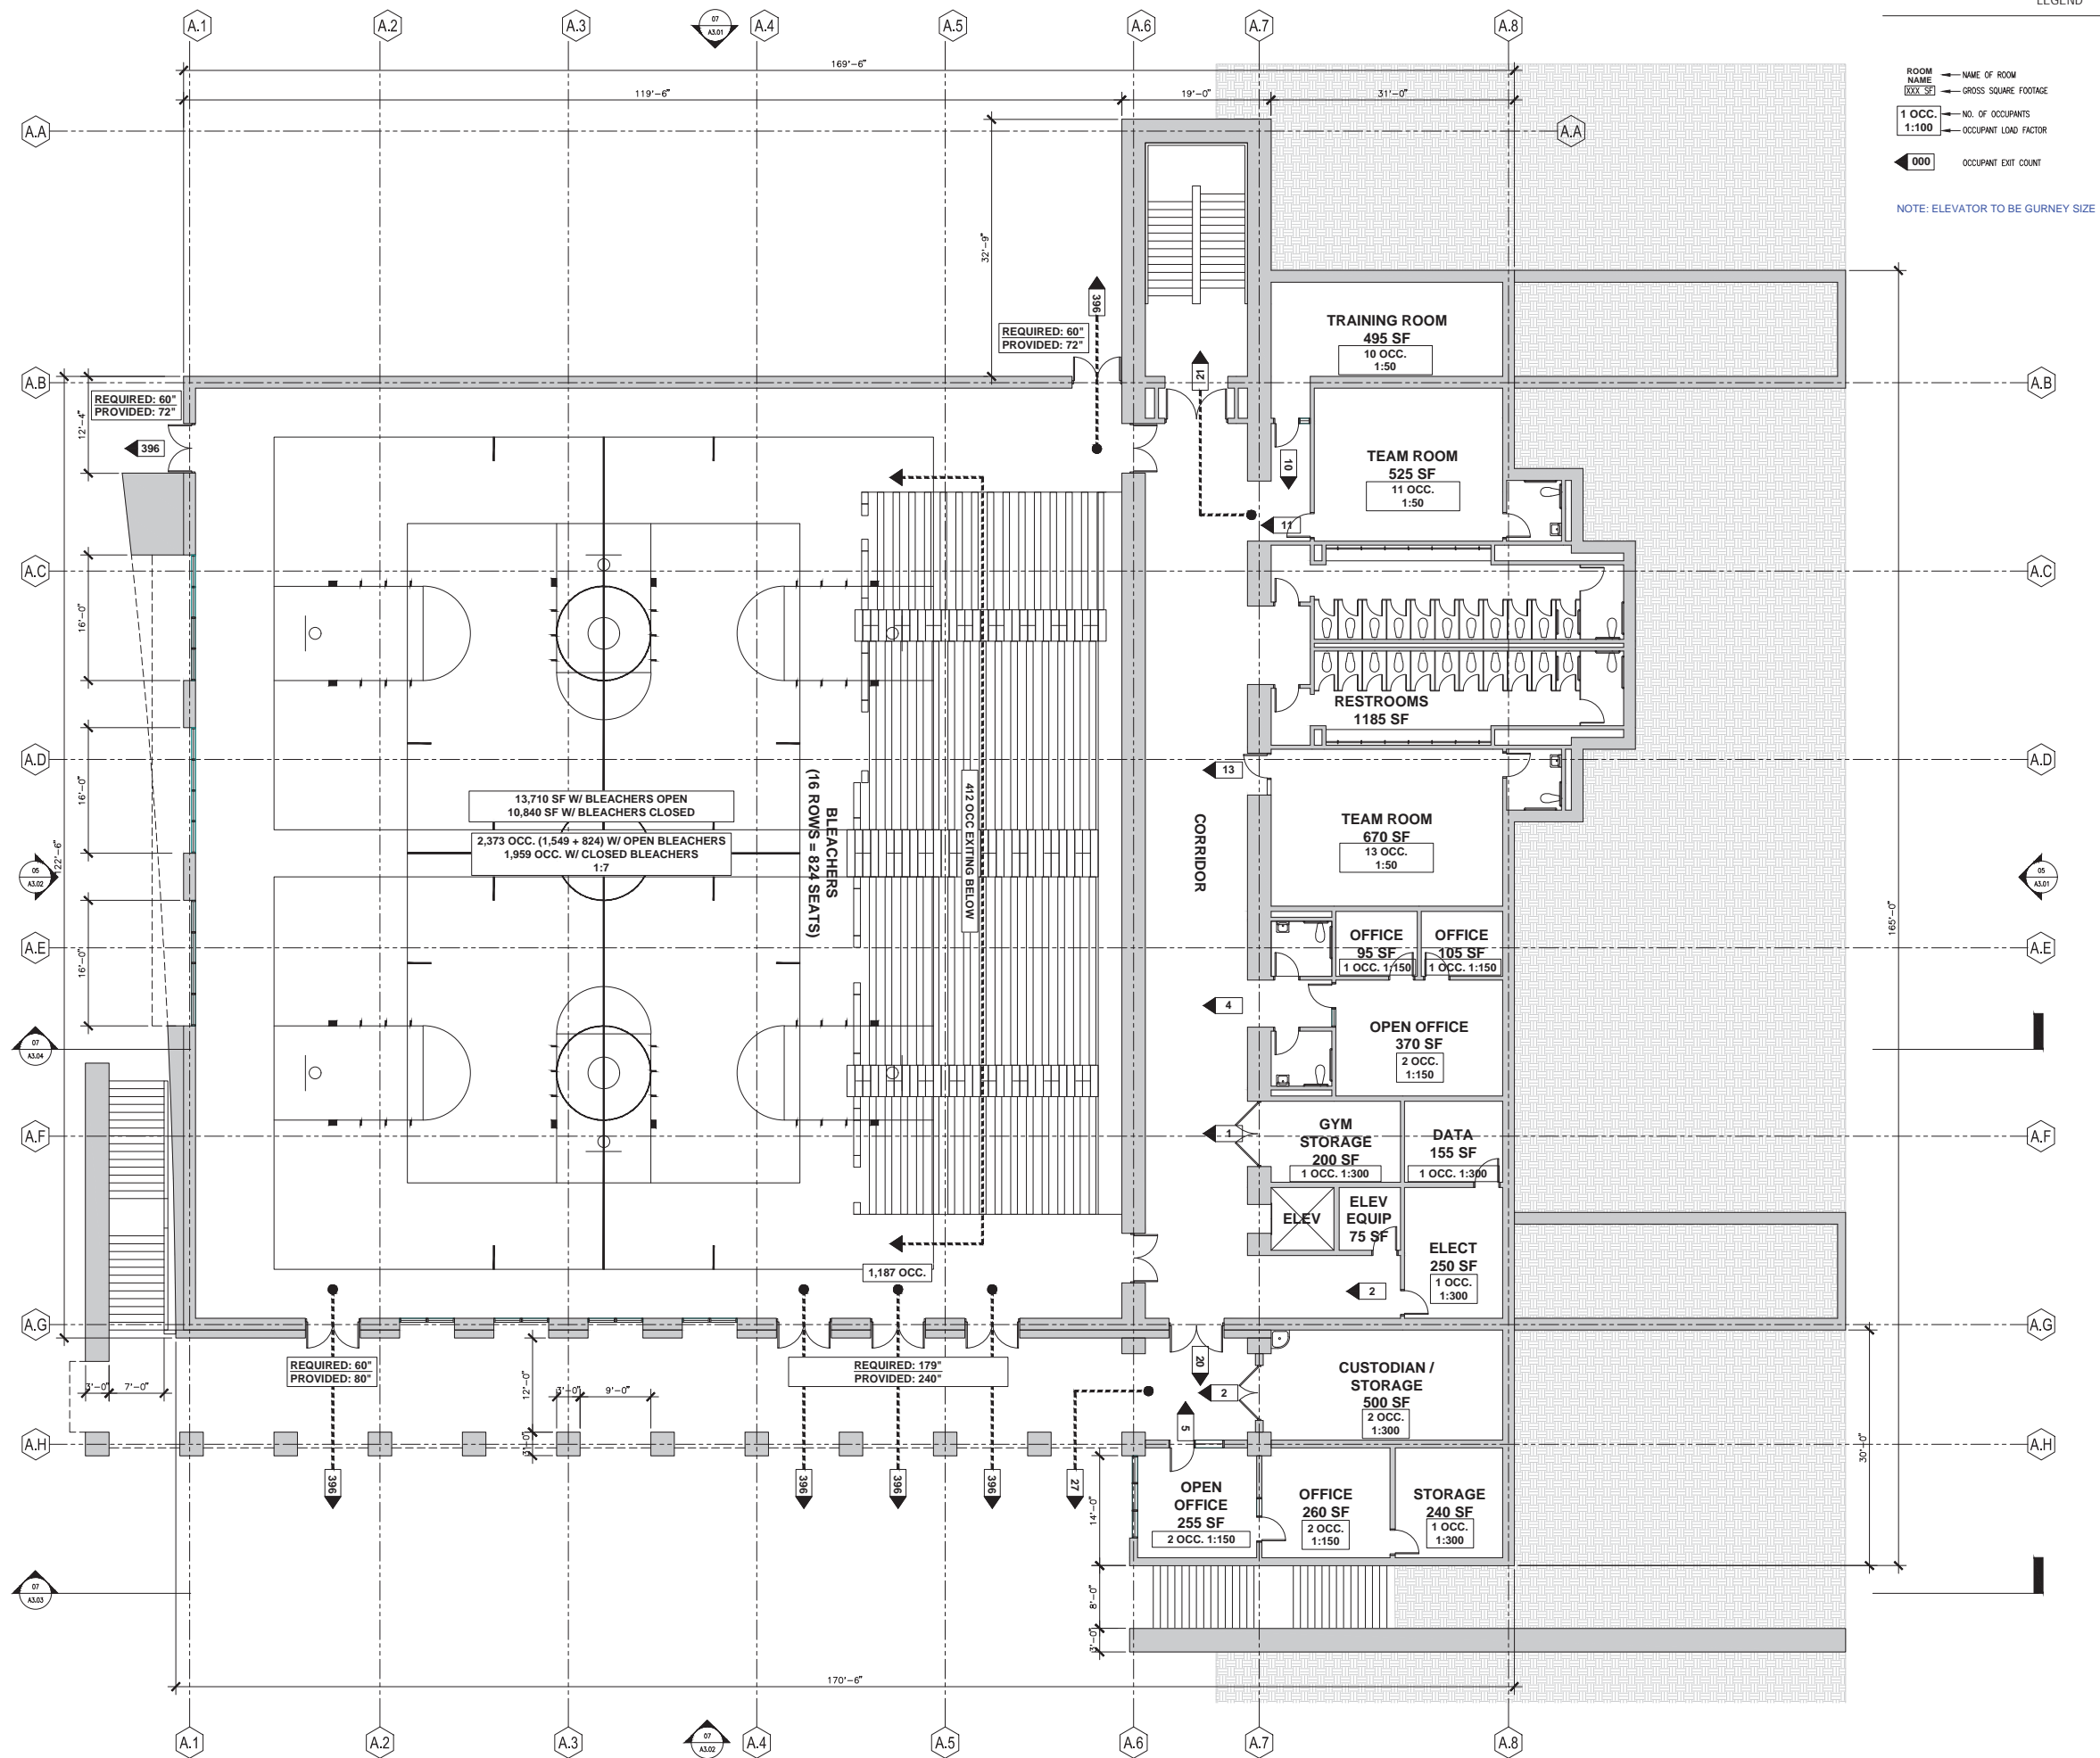 LEGEND
A.1
A.2
A.3
07
A3.01
A.4
A.5
A.6
A.7
A.8
169'-6"
119'-6"
19'-0"
31'-0"
ROOM
NAME
NAME OF ROOM
XXX SF
GROSS SQUARE FOOTAGE
1 OCC.
NO. OF OCCUPANTS
1:100
OCCUPANT LOAD FACTOR
000
OCCUPANT EXIT COUNT
NOTE: ELEVATOR TO BE GURNEY SIZE
A.A
A.A
32'-9"
396
REQUIRED: 60"
PROVIDED: 72"
TRAINING ROOM
495 SF
10 OCC.
1:50
21
A.B
A.B
REQUIRED: 60"
PROVIDED: 72"
12'-4"
396
10
TEAM ROOM
525 SF
11 OCC.
1:50
11
A.C
A.C
16'-0"
RESTROOMS
1185 SF
A.D
A.D
16'-0"
13
13,710 SF W/ BLEACHERS OPEN
10,840 SF W/ BLEACHERS CLOSED
2,373 OCC. (1,549 + 824) W/ OPEN BLEACHERS
1,959 OCC. W/ CLOSED BLEACHERS
1:7
BLEACHERS
(16 ROWS = 824 SEATS)
412 OCC EXITING BELOW
CORRIDOR
TEAM ROOM
670 SF
13 OCC.
1:50
05
A3.02
122'-6"
05
A3.01
165'-0"
A.E
A.E
16'-0"
OFFICE
95 SF
1 OCC. 1:150
OFFICE
105 SF
1 OCC. 1:150
4
OPEN OFFICE
370 SF
2 OCC.
1:150
07
A3.04
A.F
A.F
1
GYM
STORAGE
200 SF
1 OCC. 1:300
DATA
155 SF
1 OCC. 1:300
ELEV
ELEV
EQUIP
75 SF
ELECT
250 SF
1 OCC.
1:300
1,187 OCC.
2
A.G
A.G
REQUIRED: 60"
PROVIDED: 80"
REQUIRED: 179"
PROVIDED: 240"
20
2
CUSTODIAN /
STORAGE
500 SF
2 OCC.
1:300
3'-0"
7'-0"
12'-0"
3'-0"
9'-0"
5
A.H
A.H
3'-0"
30'-0"
396
396
396
396
27
14'-0"
OPEN
OFFICE
255 SF
2 OCC. 1:150
OFFICE
260 SF
2 OCC.
1:150
STORAGE
240 SF
1 OCC.
1:300
07
A3.03
8'-0"
3'-0"
170'-6"
A.1
A.2
A.3
07
A3.02
A.4
A.5
A.6
A.7
A.8